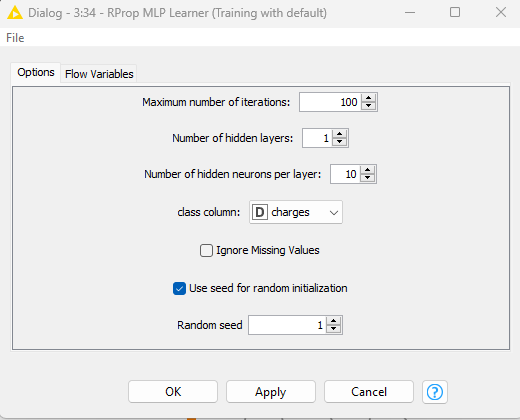 Dialog - 3:34 - RProp MLP Learner (Training with default)
File
Options Flow Variables
Maximum number of iterations: 100
Number of hidden layers: 1
Number of hidden neurons per layer: 10
class column: D charges
Ignore Missing Values
Use seed for random initialization
Random seed 1
OK Apply Cancel ?